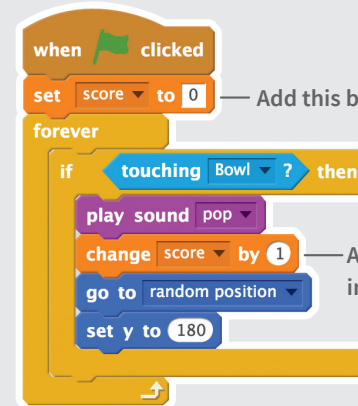 when clicked
set score to 0 Add this b
forever
if touching Bowl ? then
play sound pop
change score by 1 A
go to random position in
set y to 180